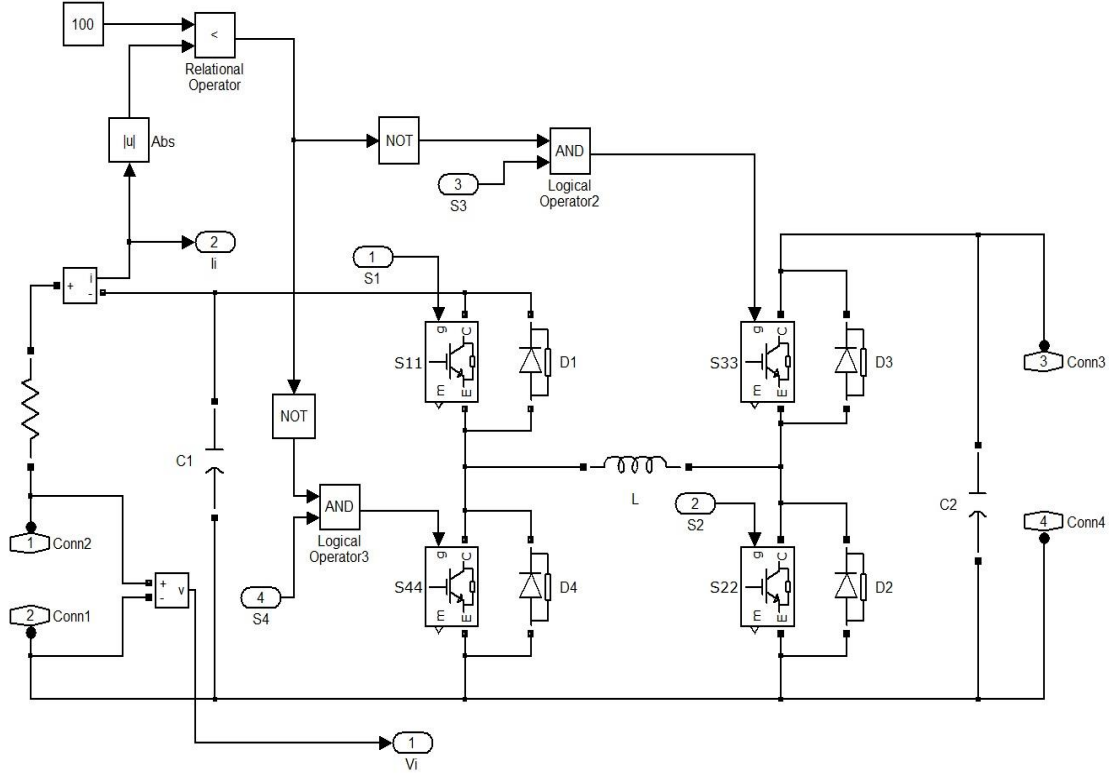 100
<
Relational
Operator
|u|
Abs
NOT
AND
Logical
Operator2
3
S3
2
Ii
1
S1
+
i
-
g
C
S11
m
E
D1
g
C
S33
m
E
D3
3
Conn3
NOT
C1
L
AND
Logical
Operator3
2
S2
C2
4
Conn4
1
Conn2
+
-
v
g
C
S44
m
E
D4
g
C
S22
m
E
D2
2
Conn1
4
S4
1
Vi